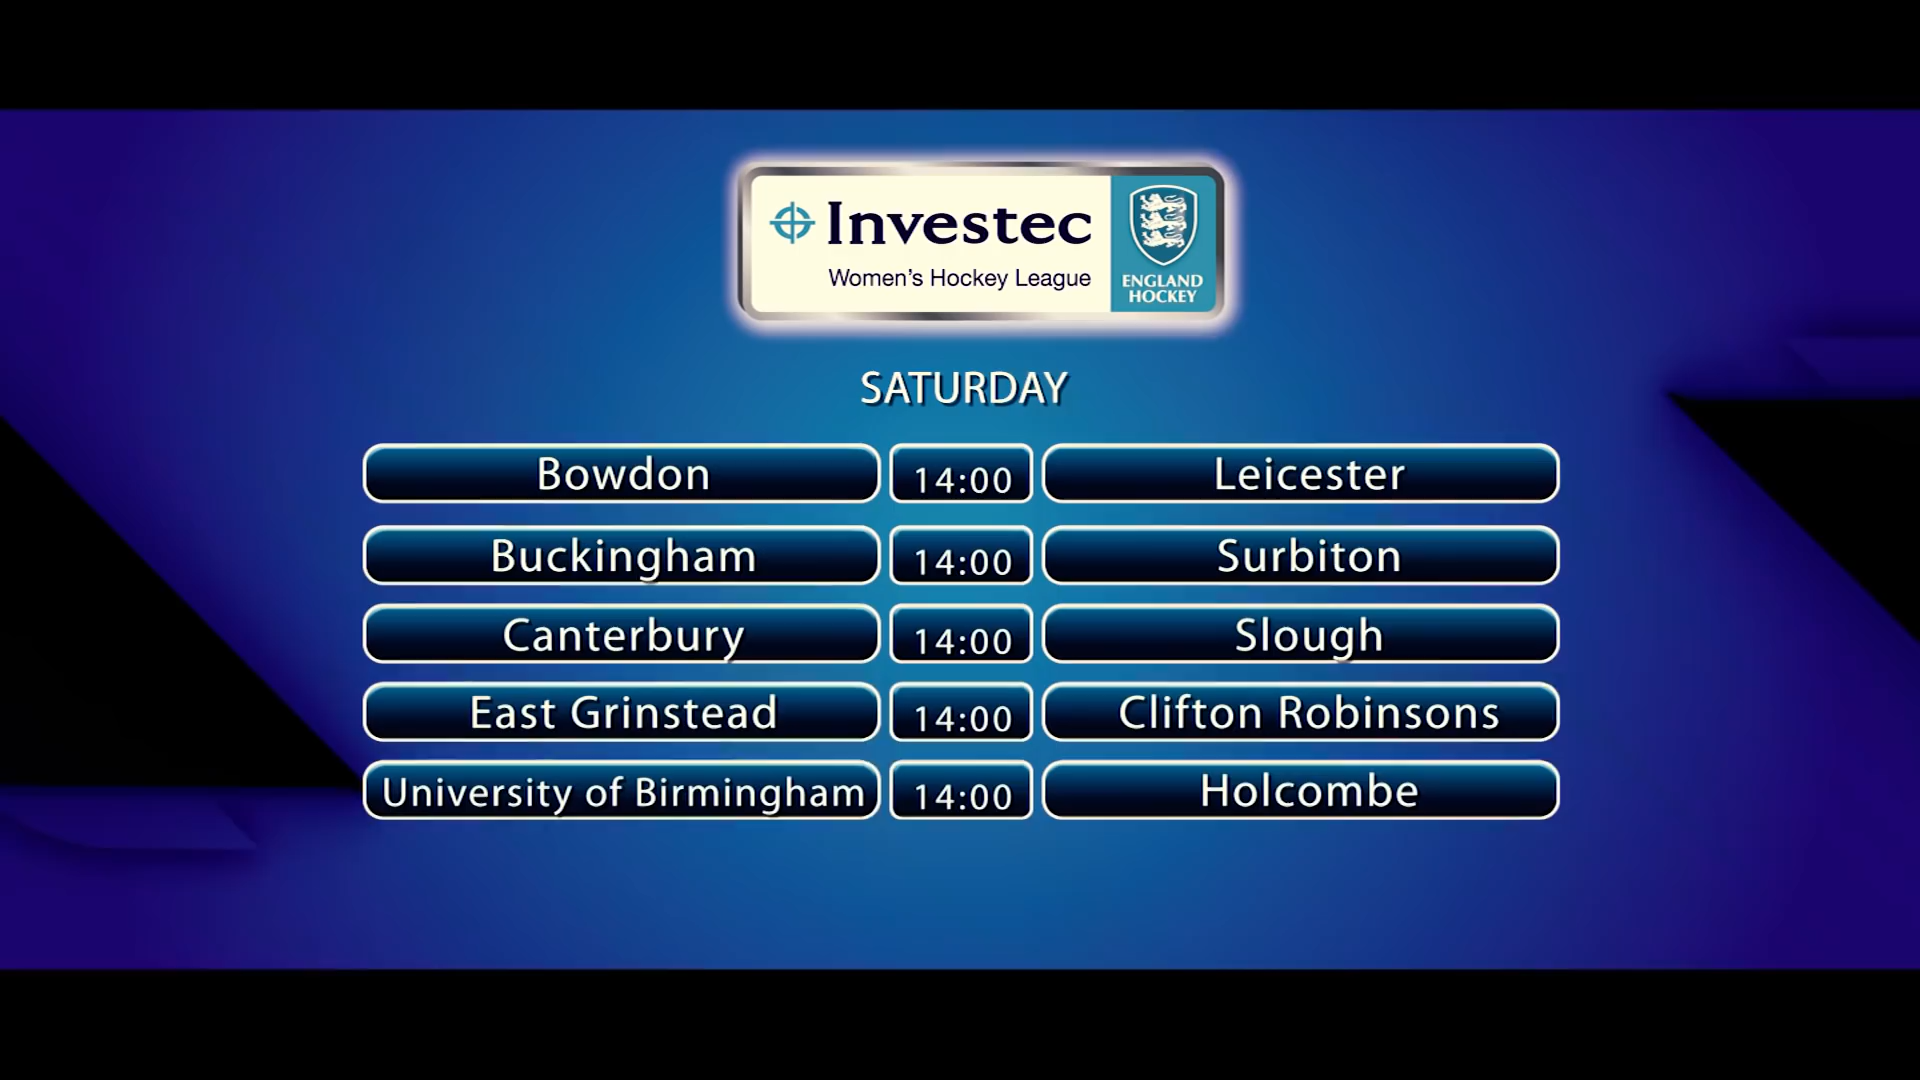 Investec
Women's Hockey League
ENGLAND
HOCKEY
SATURDAY
Bowdon 14:00 Leicester
Buckingham 14:00 Surbiton
Canterbury 14:00 Slough
East Grinstead 14:00 Clifton Robinsons
University of Birmingham 14:00 Holcombe